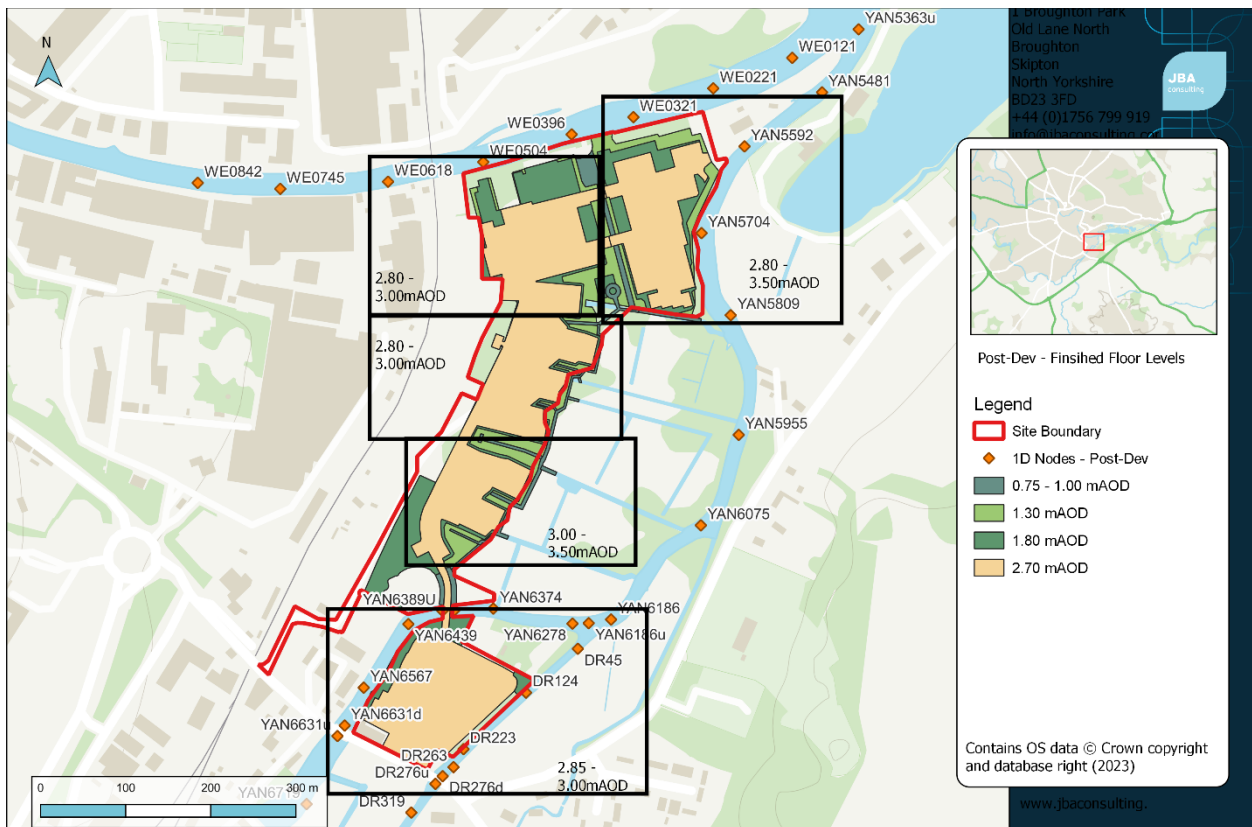 N
YAN5363u
WE0121
WE0221
YAN5481
WE0321
WE0396
YAN5592
WE0504
WE0618
WE0842
WE0745
YAN5704
2.80 -
3.00mAOD
2.80 -
3.50mAOD
YAN5809
2.80 -
3.00mAOD
YAN5955
YAN6075
3.00 -
3.50mAOD
YAN6389U
YAN6374
YAN6186
YAN6439
YAN6278
YAN6186u
DR45
YAN6567
DR124
YAN6631u
YAN6631d
DR223
DR263
DR276u
DR276d
2.85 -
3.00mAOD
YAN6719
DR319
0 100 200 300 m
1 Broughton Park
Old Lane North
Broughton
Skipton
North Yorkshire
BD23 3FD
+44 (0)1756 799 919
info@jbaconsulting.co
JBA
consulting
Post-Dev - Finsihed Floor Levels
Legend
Site Boundary
1D Nodes - Post-Dev
0.75 - 1.00 mAOD
1.30 mAOD
1.80 mAOD
2.70 mAOD
Contains OS data © Crown copyright
and database right (2023)
www.jbaconsulting.